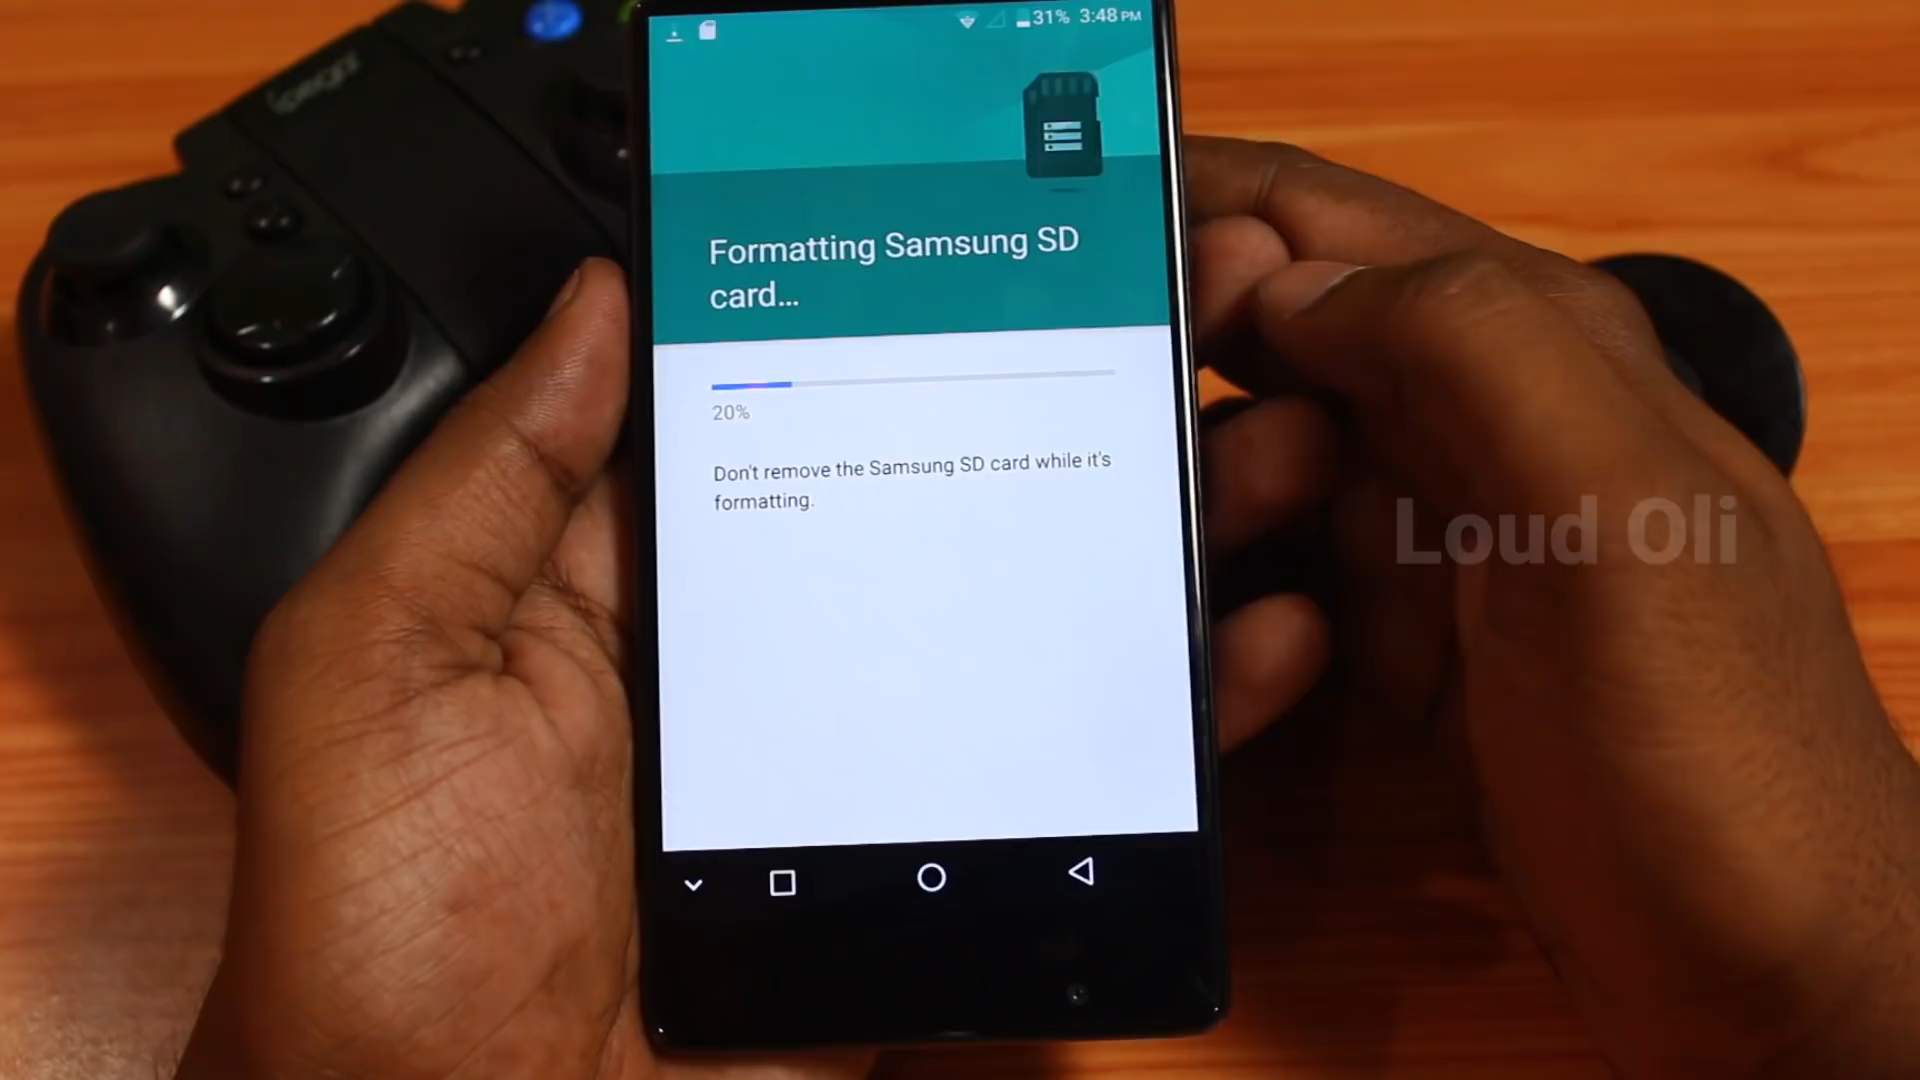 ipega
31% 3:48 PM
Formatting Samsung SD
card...
20%
Don't remove the Samsung SD card while it's
formatting.
Loud Oli